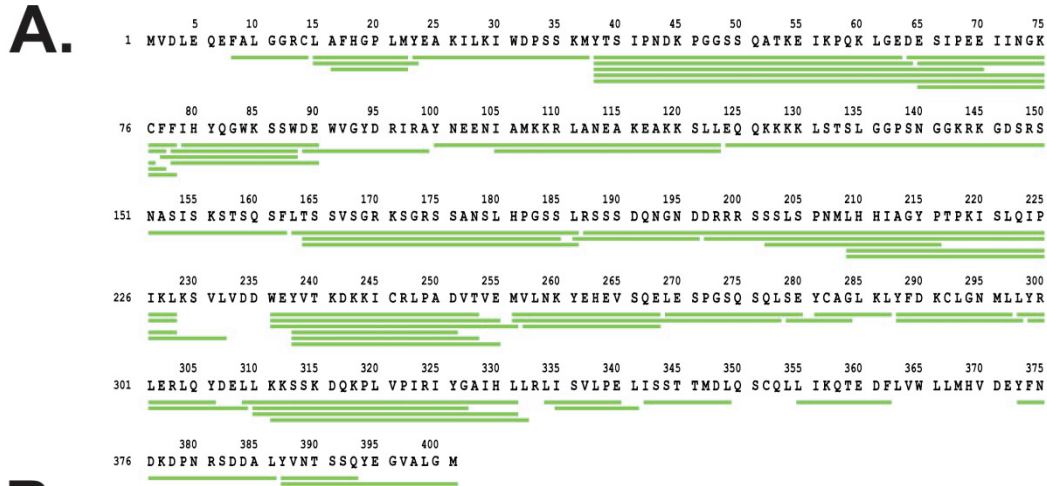 A.
5 10 15 20 25 30 35 40 45 50 55 60 65 70 75
1 MVDLE QEFAL GGRCL AFHGP LMYEA KILKI WDPSS KMYTS IPNDK PGGSS QATKE IKPQK LGEDE SIPEE IINGK
80 85 90 95 100 105 110 115 120 125 130 135 140 145 150
76 CFFIH YQGWK SSWDE WVGYD RIRAY NEENI AMKKR LANEA KEAKK SLLEQ QKKKK LSTSL GGPSN GGKRK GDSRS
155 160 165 170 175 180 185 190 195 200 205 210 215 220 225
151 NASIS KSTSQ SFLTS SVSGR KSGRS SANSL HPGSS LRSSS DQNGN DDRRR SSSLS PNMLH HIAGY PTPKI SLQIP
230 235 240 245 250 255 260 265 270 275 280 285 290 295 300
226 IKLKS VLVDD WEYVT KDKKI CRLPA DVTVE MVLNK YEHEV SQELE SPGSQ SQLSE YCAGL KLYFD KCLGN MLLYR
305 310 315 320 325 330 335 340 345 350 355 360 365 370 375
301 LERLQ YDELL KKSSK DQKPL VPIRI YGAIH LLRLI SVLPE LISST TMDLQ SCQLL IKQTE DFLVW LLMHV DEYFN
380 385 390 395 400
376 DKDPN RSDDA LYVNT SSQYE GVALG M